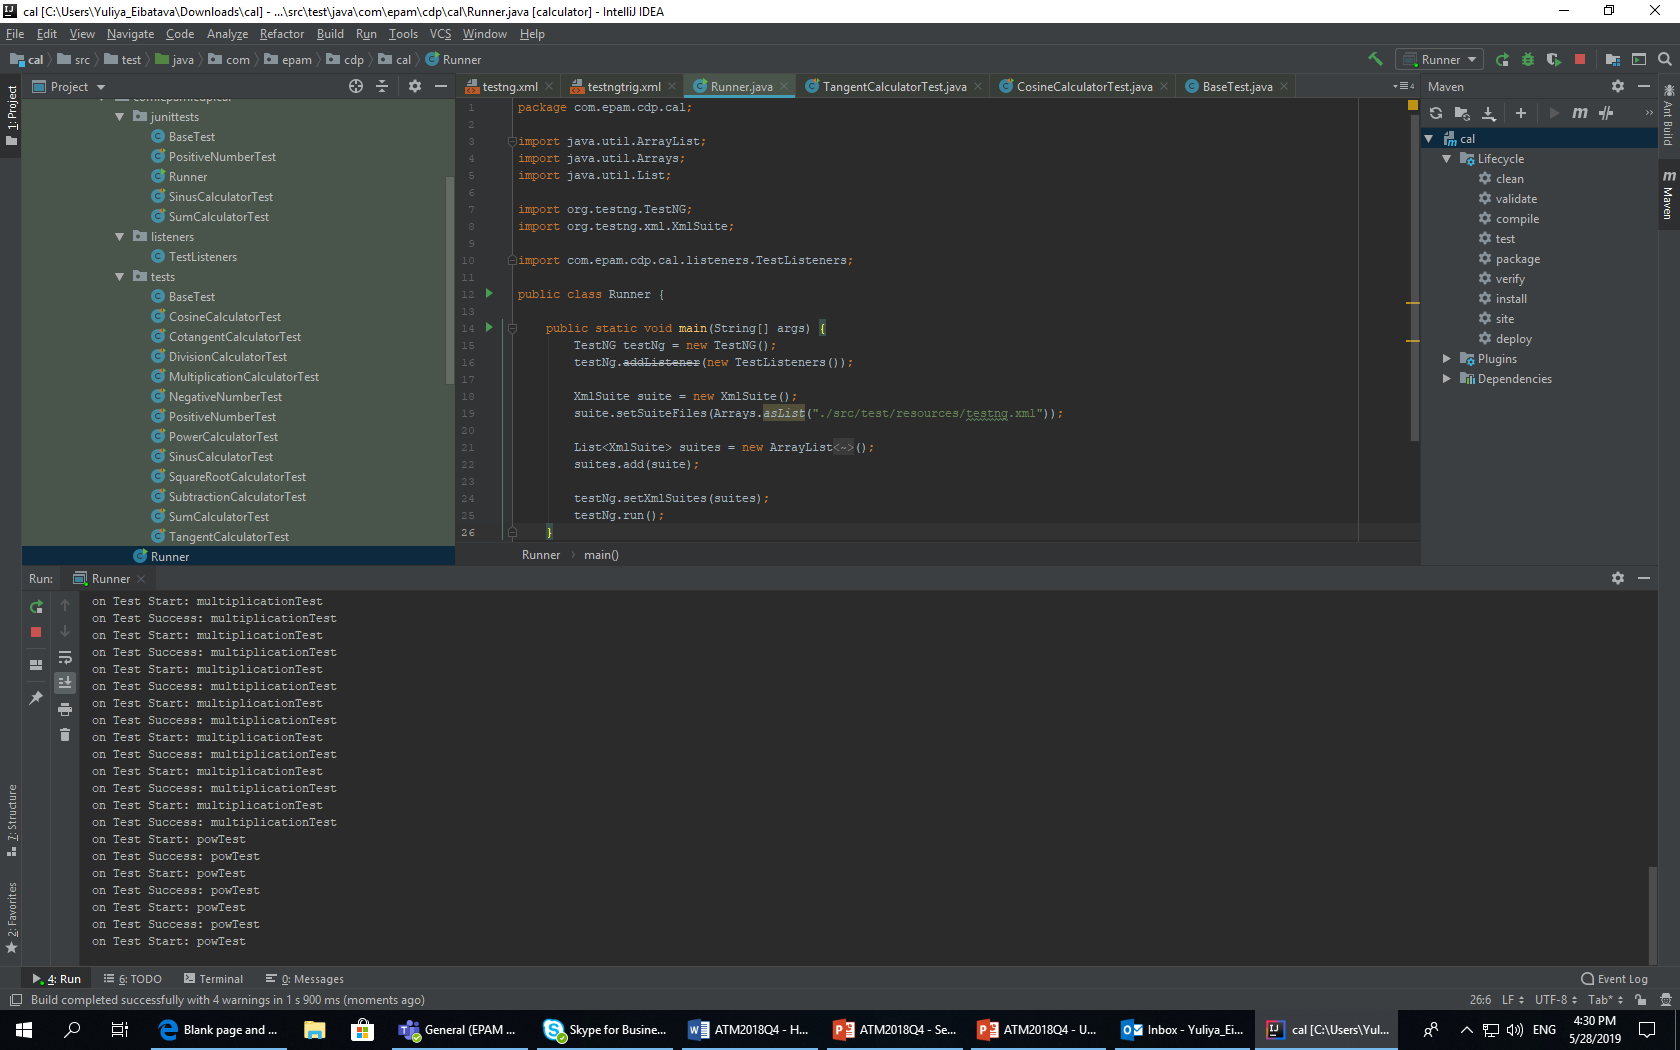 cal [C:\Users\Yuliya_Eibatava\Downloads\cal] - ...\src\test\java\com\epam\cdp\cal\Runner.java [calculator] - IntelliJ IDEA
File Edit View Navigate Code Analyze Refactor Build Run Tools VCS Window Help
cal src test java com epam cdp cal Runner
Runner
1: Project
Project
junittests
BaseTest
PositiveNumberTest
Runner
SinusCalculatorTest
SumCalculatorTest
listeners
TestListeners
tests
BaseTest
CosineCalculatorTest
CotangentCalculatorTest
DivisionCalculatorTest
MultiplicationCalculatorTest
NegativeNumberTest
PositiveNumberTest
PowerCalculatorTest
SinusCalculatorTest
SquareRootCalculatorTest
SubtractionCalculatorTest
SumCalculatorTest
TangentCalculatorTest
Runner
testng.xml testngtrig.xml Runner.java TangentCalculatorTest.java CosineCalculatorTest.java BaseTest.java
4
1 package com.epam.cdp.cal;
2
3 import java.util.ArrayList;
4 import java.util.Arrays;
5 import java.util.List;
6
7 import org.testng.TestNG;
8 import org.testng.xml.XmlSuite;
9
10 import com.epam.cdp.cal.listeners.TestListeners;
11
12 public class Runner {
13
14 public static void main(String[] args) {
15 TestNG testNg = new TestNG();
16 testNg.addListener(new TestListeners());
17
18 XmlSuite suite = new XmlSuite();
19 suite.setSuiteFiles(Arrays.asList("./src/test/resources/testng.xml"));
20
21 List<XmlSuite> suites = new ArrayList<~>();
22 suites.add(suite);
23
24 testNg.setXmlSuites(suites);
25 testNg.run();
26 }
Runner main()
Maven
cal
Lifecycle
clean
validate
compile
test
package
verify
install
site
deploy
Plugins
Dependencies
Ant Build
Maven
Run: Runner
on Test Start: multiplicationTest
on Test Success: multiplicationTest
on Test Start: multiplicationTest
on Test Success: multiplicationTest
on Test Start: multiplicationTest
on Test Success: multiplicationTest
on Test Start: multiplicationTest
on Test Success: multiplicationTest
on Test Start: multiplicationTest
on Test Success: multiplicationTest
on Test Start: multiplicationTest
on Test Success: multiplicationTest
on Test Start: multiplicationTest
on Test Success: multiplicationTest
on Test Start: powTest
on Test Success: powTest
on Test Start: powTest
on Test Success: powTest
on Test Start: powTest
on Test Success: powTest
on Test Start: powTest
7: Structure
2: Favorites
4: Run 6: TODO Terminal 0: Messages Event Log
Build completed successfully with 4 warnings in 1 s 900 ms (moments ago) 26:6 LF UTF-8 Tab*
Blank page and ... General (EPAM ... Skype for Busine... ATM2018Q4 - H... ATM2018Q4 - Se... ATM2018Q4 - U... Inbox - Yuliya_Ei... cal [C:\Users\Yul... ENG 4:30 PM
5/28/2019